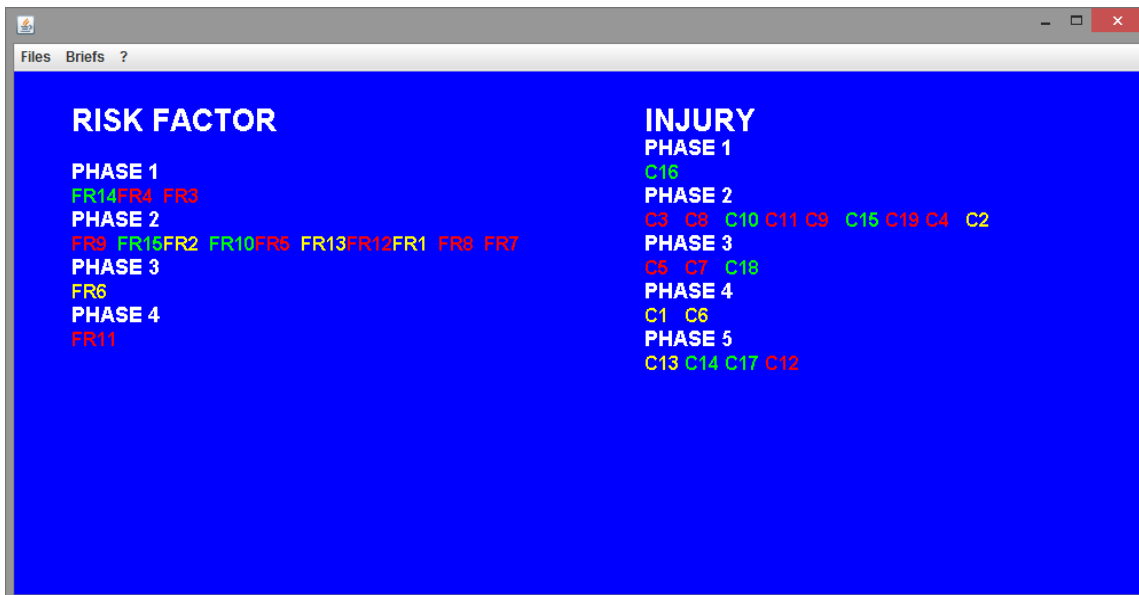 Files Briefs ?
RISK FACTOR
PHASE 1
FR14FR4 FR3
PHASE 2
FR9 FR15FR2 FR10FR5 FR13FR12FR1 FR8 FR7
PHASE 3
FR6
PHASE 4
FR11
INJURY
PHASE 1
C16
PHASE 2
C3 C8 C10 C11 C9 C15 C19 C4 C2
PHASE 3
C5 C7 C18
PHASE 4
C1 C6
PHASE 5
C13 C14 C17 C12